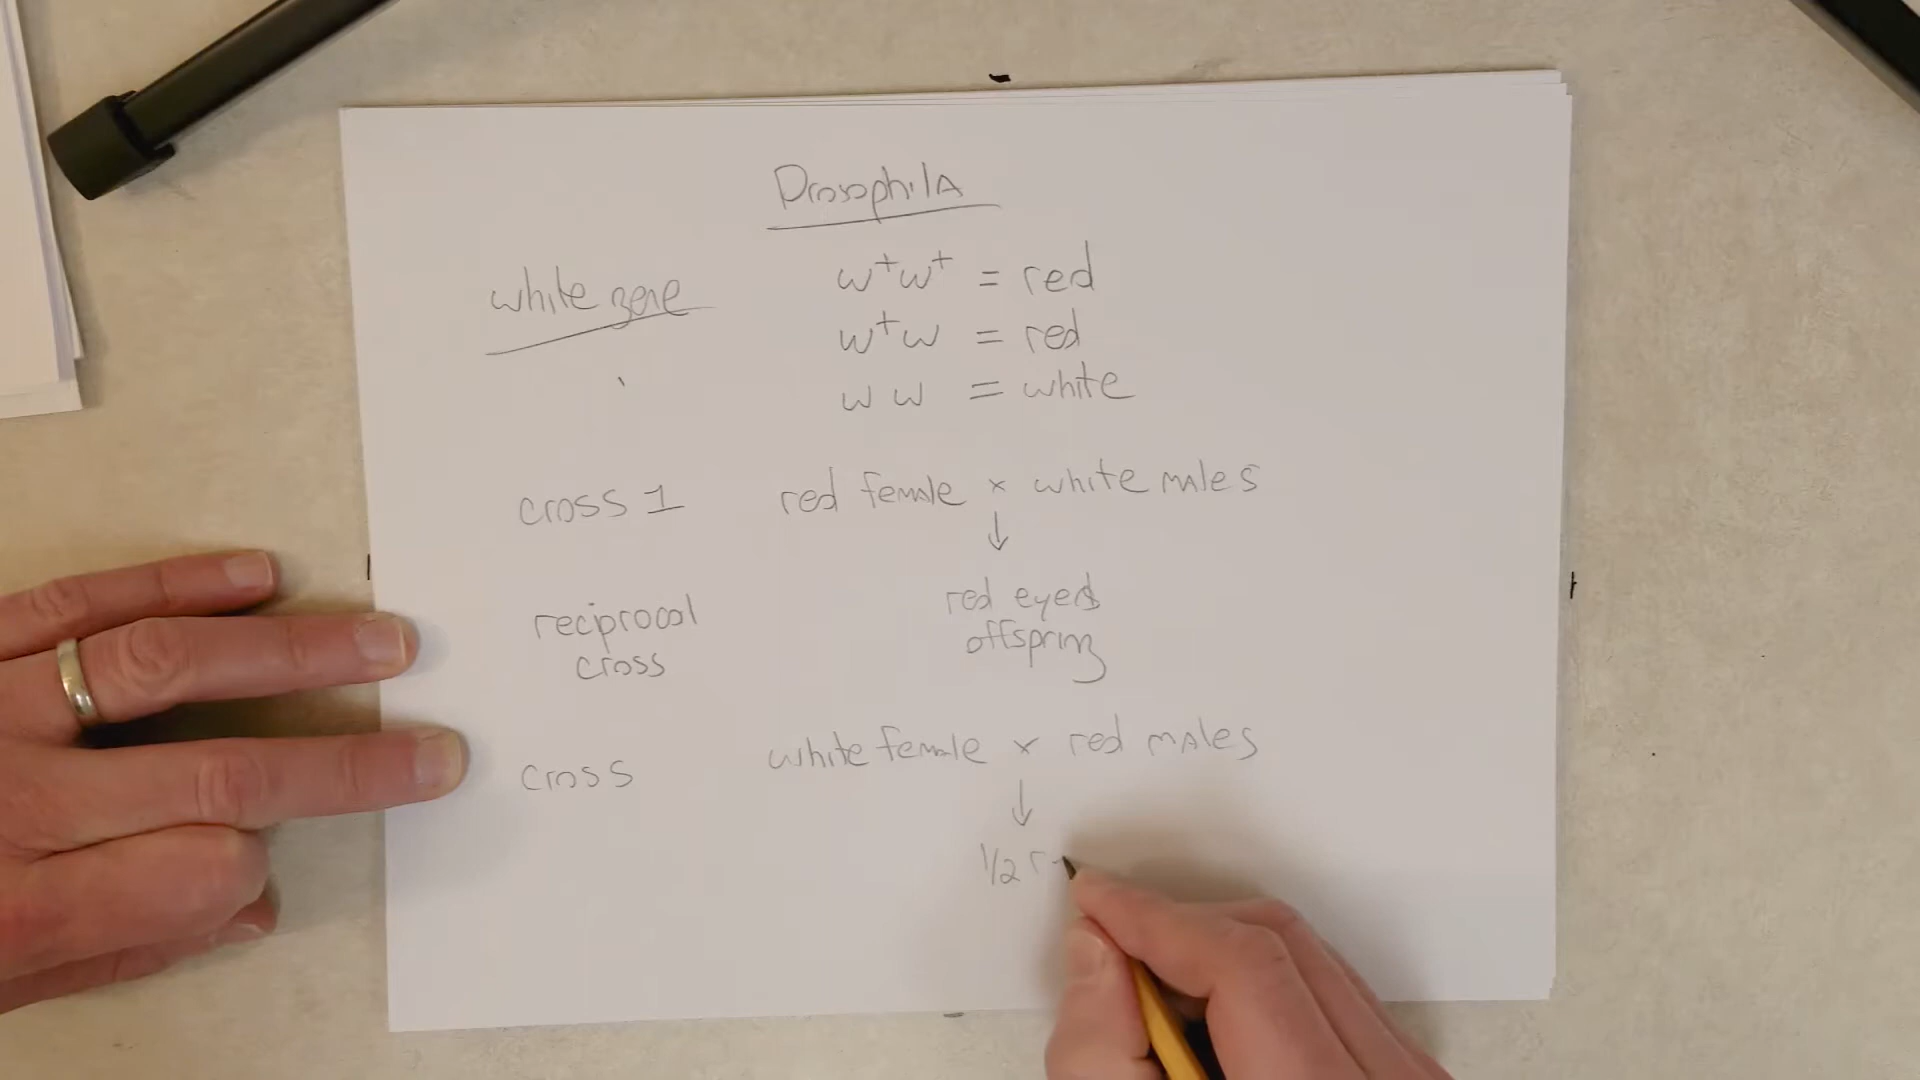 DrosophilA
white gene
w⁺w⁺ = red
w⁺w = red
w w = white
cross 1
red female × white mAles
↓
red eyed
offspring
reciprocal
cross
cross
white female × red mAles
↓
1/2 r